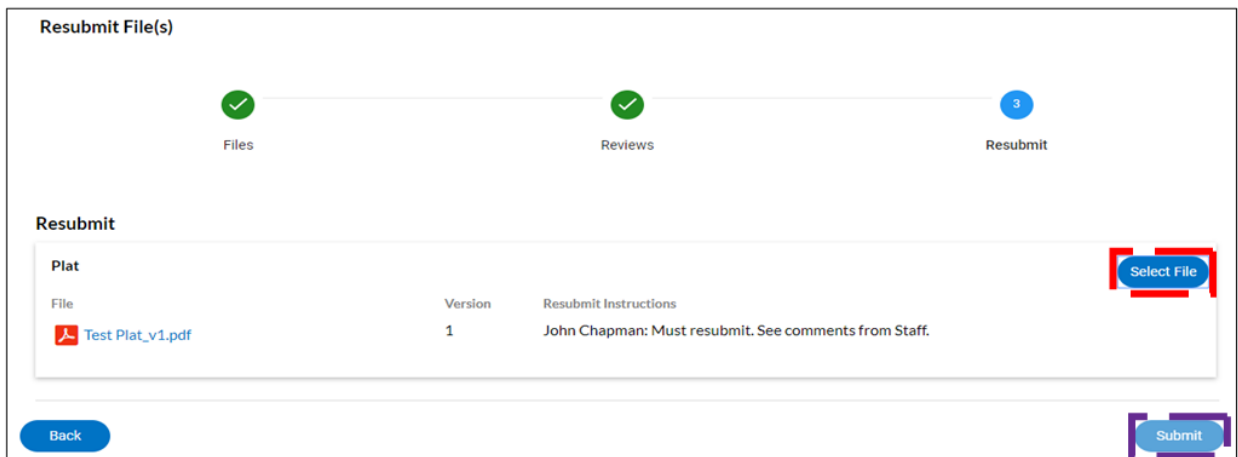 Resubmit File(s)
3
Files Reviews Resubmit
Resubmit
Plat
Select File
File Version Resubmit Instructions
Test Plat_v1.pdf 1 John Chapman: Must resubmit. See comments from Staff.
Back Submit